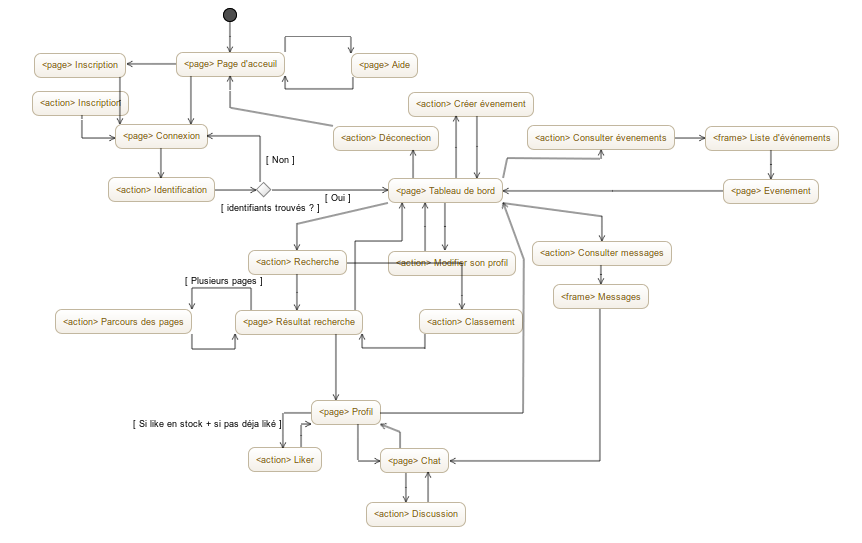 <page> Inscription
<page> Page d'acceuil
<page> Aide
<action> Inscription
<action> Créer évenement
<page> Connexion
<action> Déconection
<action> Consulter évenements
<frame> Liste d'événements
[ Non ]
<action> Identification
[ Oui ]
[ identifiants trouvés ? ]
<page> Tableau de bord
<page> Evenement
<action> Recherche
<action> Modifier son profil
<action> Consulter messages
[ Plusieurs pages ]
<frame> Messages
<action> Parcours des pages
<page> Résultat recherche
<action> Classement
<page> Profil
[ Si like en stock + si pas déja liké ]
<action> Liker
<page> Chat
<action> Discussion